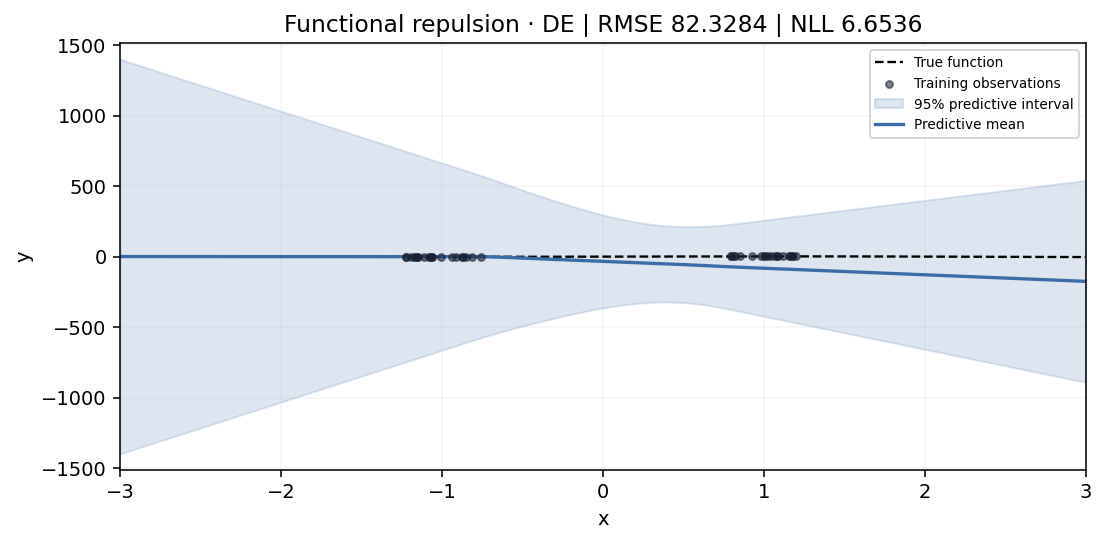 Functional repulsion · DE | RMSE 82.3284 | NLL 6.6536
True function
Training observations
95% predictive interval
Predictive mean
y
1500
1000
500
0
−500
−1000
−1500
−3
−2
−1
0
1
2
3
x